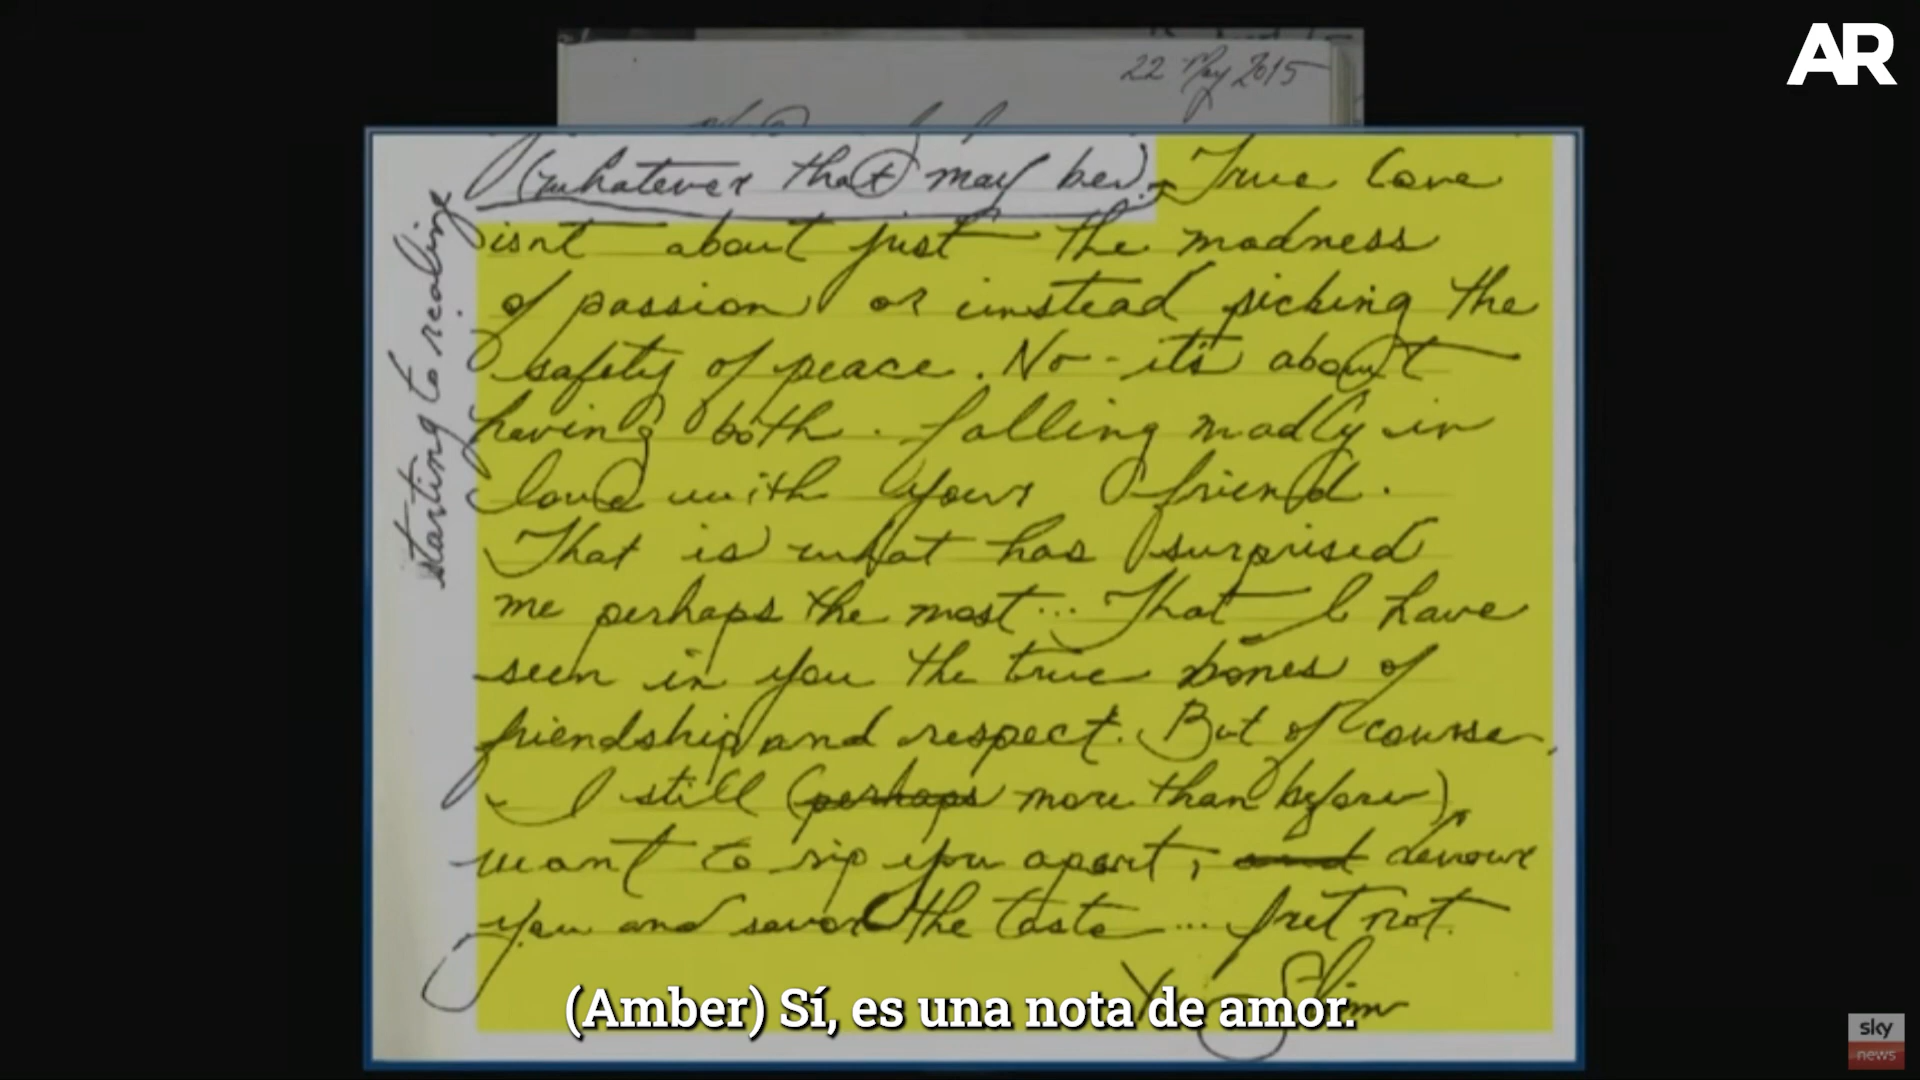 AR
22 May 2015
(whatever that may be). True love
isnt about just the madness
of passion or instead picking the
safety of peace. No - it's about
having both. falling madly in
love with your friend.
That is what has surprised
me perhaps the most... That I have
seen in you the true bones of
friendship and respect. But of course,
I still (perhaps more than before)
want to rip you apart, and devour
you and savor the taste... fret not.
Slim
starting to realize
(Amber) Sí, es una nota de amor.
sky
news